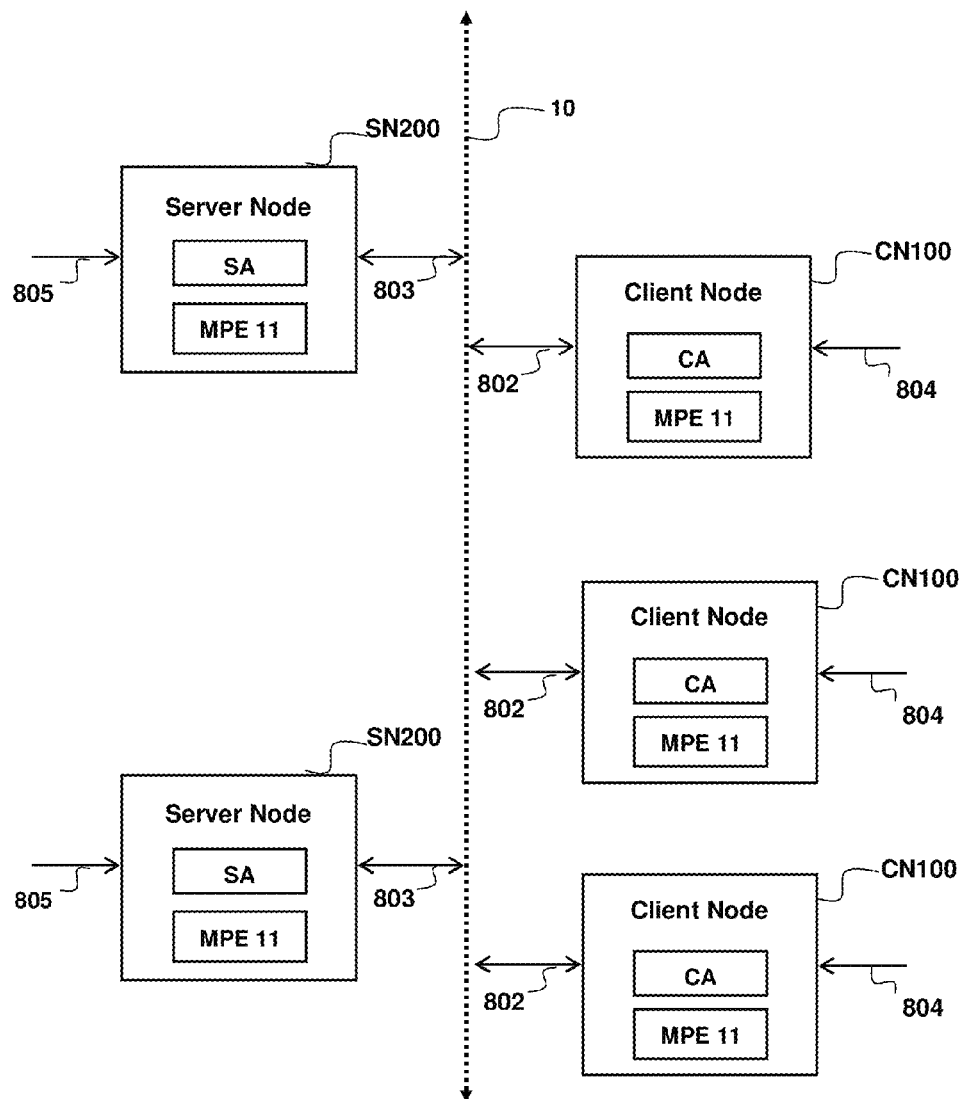 10
SN200
Server Node
SA
MPE 11
805
803
CN100
Client Node
CA
MPE 11
802
804
CN100
Client Node
CA
MPE 11
802
804
SN200
Server Node
SA
MPE 11
805
803
CN100
Client Node
CA
MPE 11
802
804